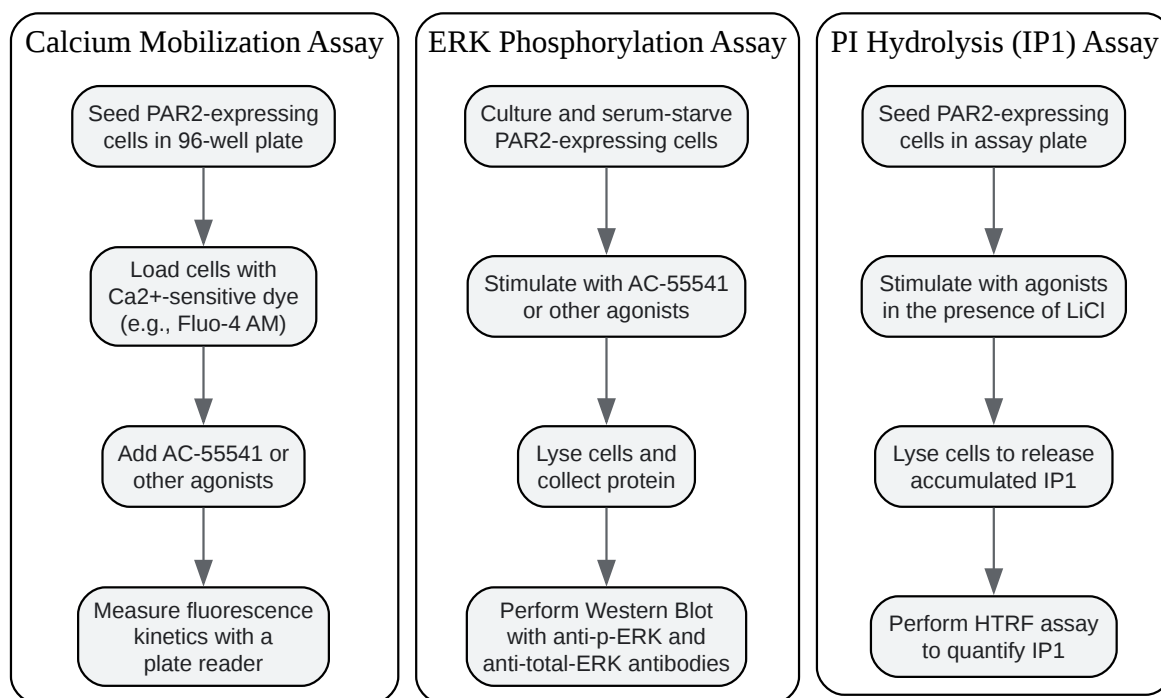 Calcium Mobilization Assay
Seed PAR2-expressing
cells in 96-well plate
Load cells with
Ca2+-sensitive dye
(e.g., Fluo-4 AM)
Add AC-55541 or
other agonists
Measure fluorescence
kinetics with a
plate reader
ERK Phosphorylation Assay
Culture and serum-starve
PAR2-expressing cells
Stimulate with AC-55541
or other agonists
Lyse cells and
collect protein
Perform Western Blot
with anti-p-ERK and
anti-total-ERK antibodies
PI Hydrolysis (IP1) Assay
Seed PAR2-expressing
cells in assay plate
Stimulate with agonists
in the presence of LiCl
Lyse cells to release
accumulated IP1
Perform HTRF assay
to quantify IP1